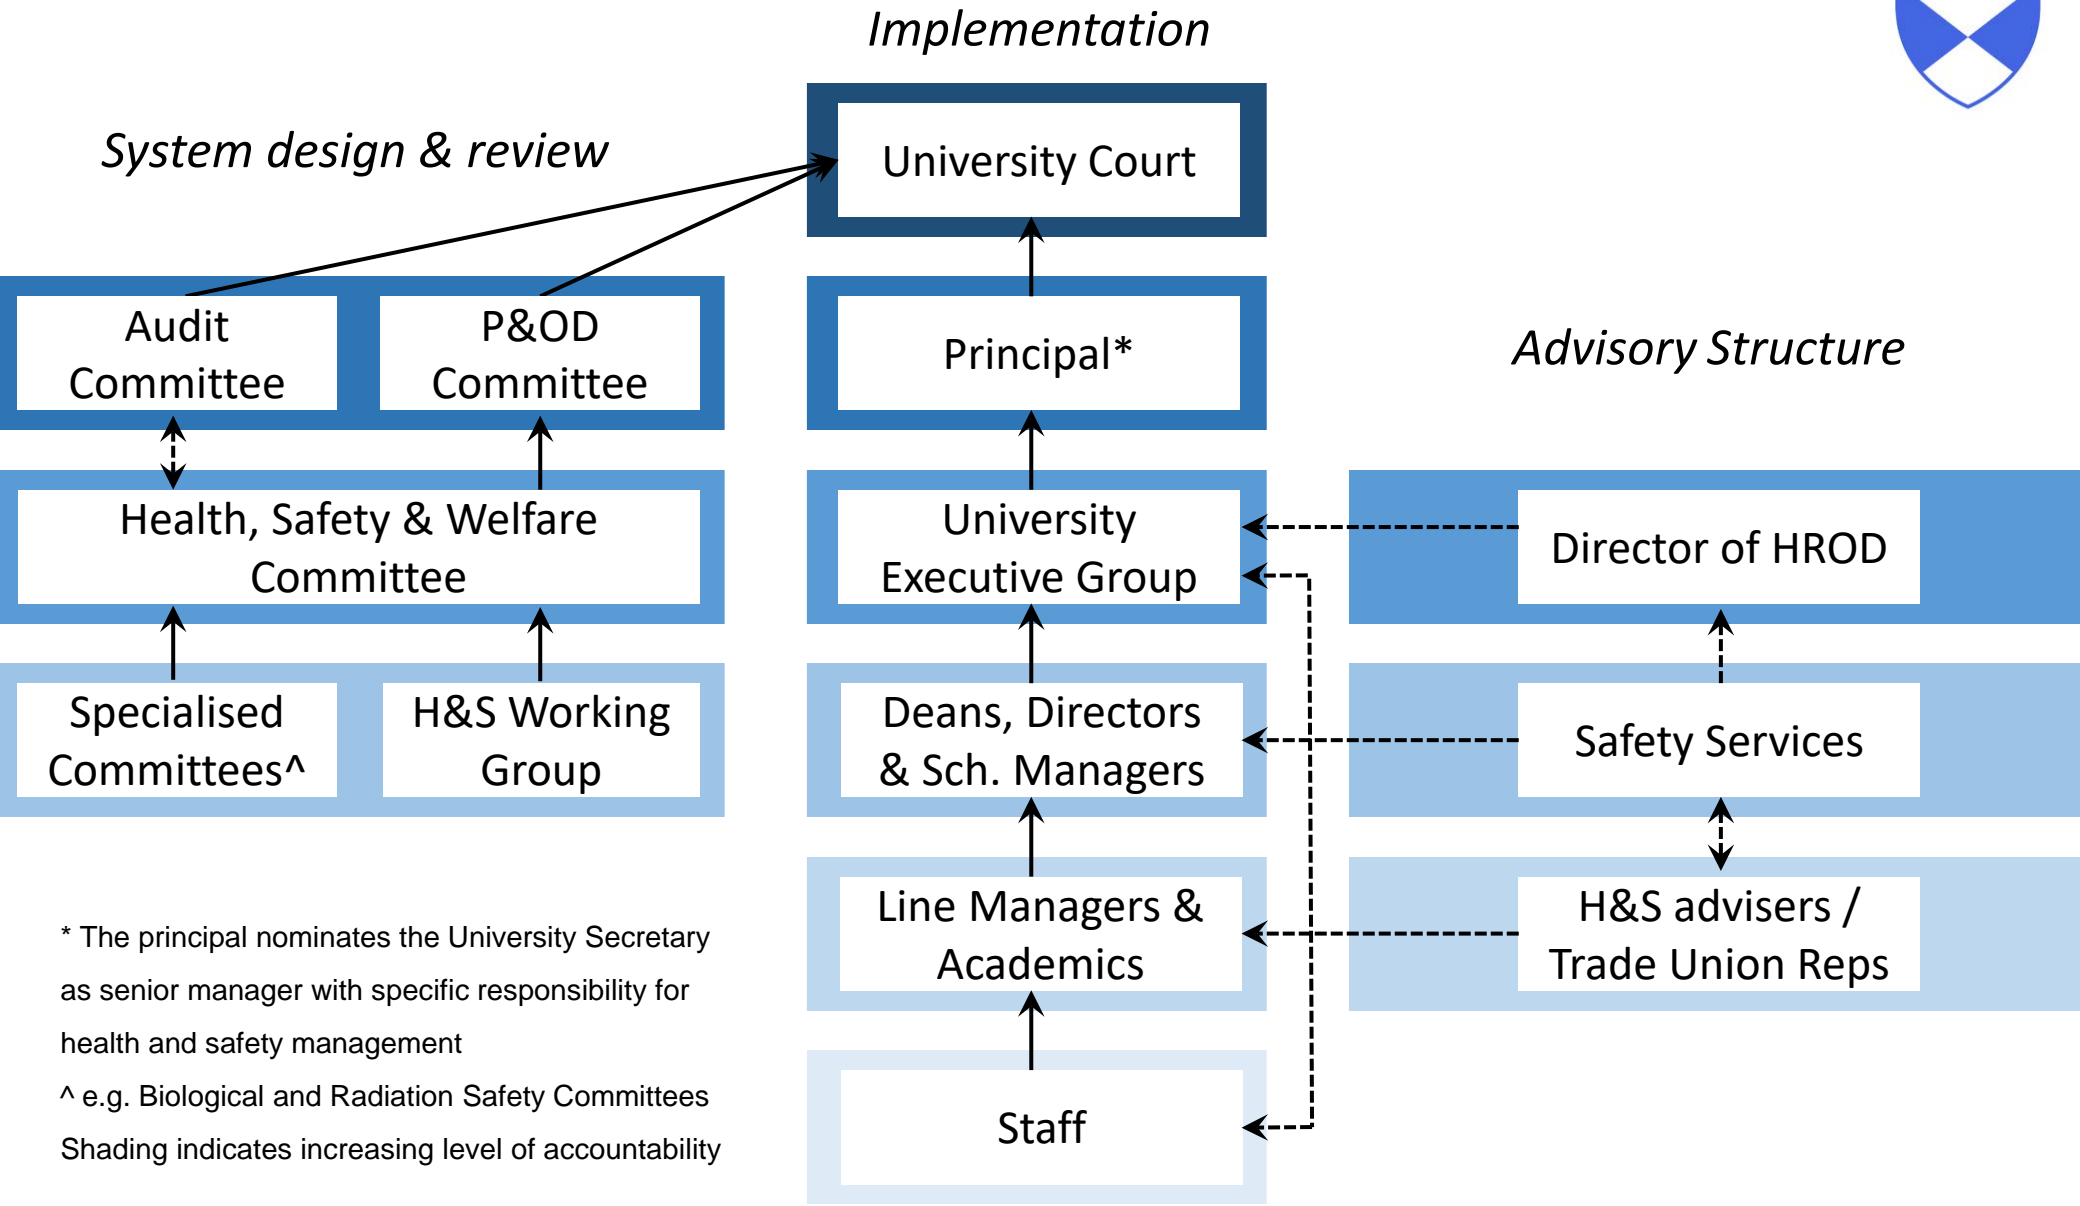 Implementation
System design & review
University Court
Audit
Committee
P&OD
Committee
Principal*
Advisory Structure
Health, Safety & Welfare
Committee
University
Executive Group
Director of HROD
Specialised
Committees^
H&S Working
Group
Deans, Directors
& Sch. Managers
Safety Services
Line Managers &
Academics
H&S advisers /
Trade Union Reps
Staff
* The principal nominates the University Secretary
as senior manager with specific responsibility for
health and safety management
^ e.g. Biological and Radiation Safety Committees
Shading indicates increasing level of accountability